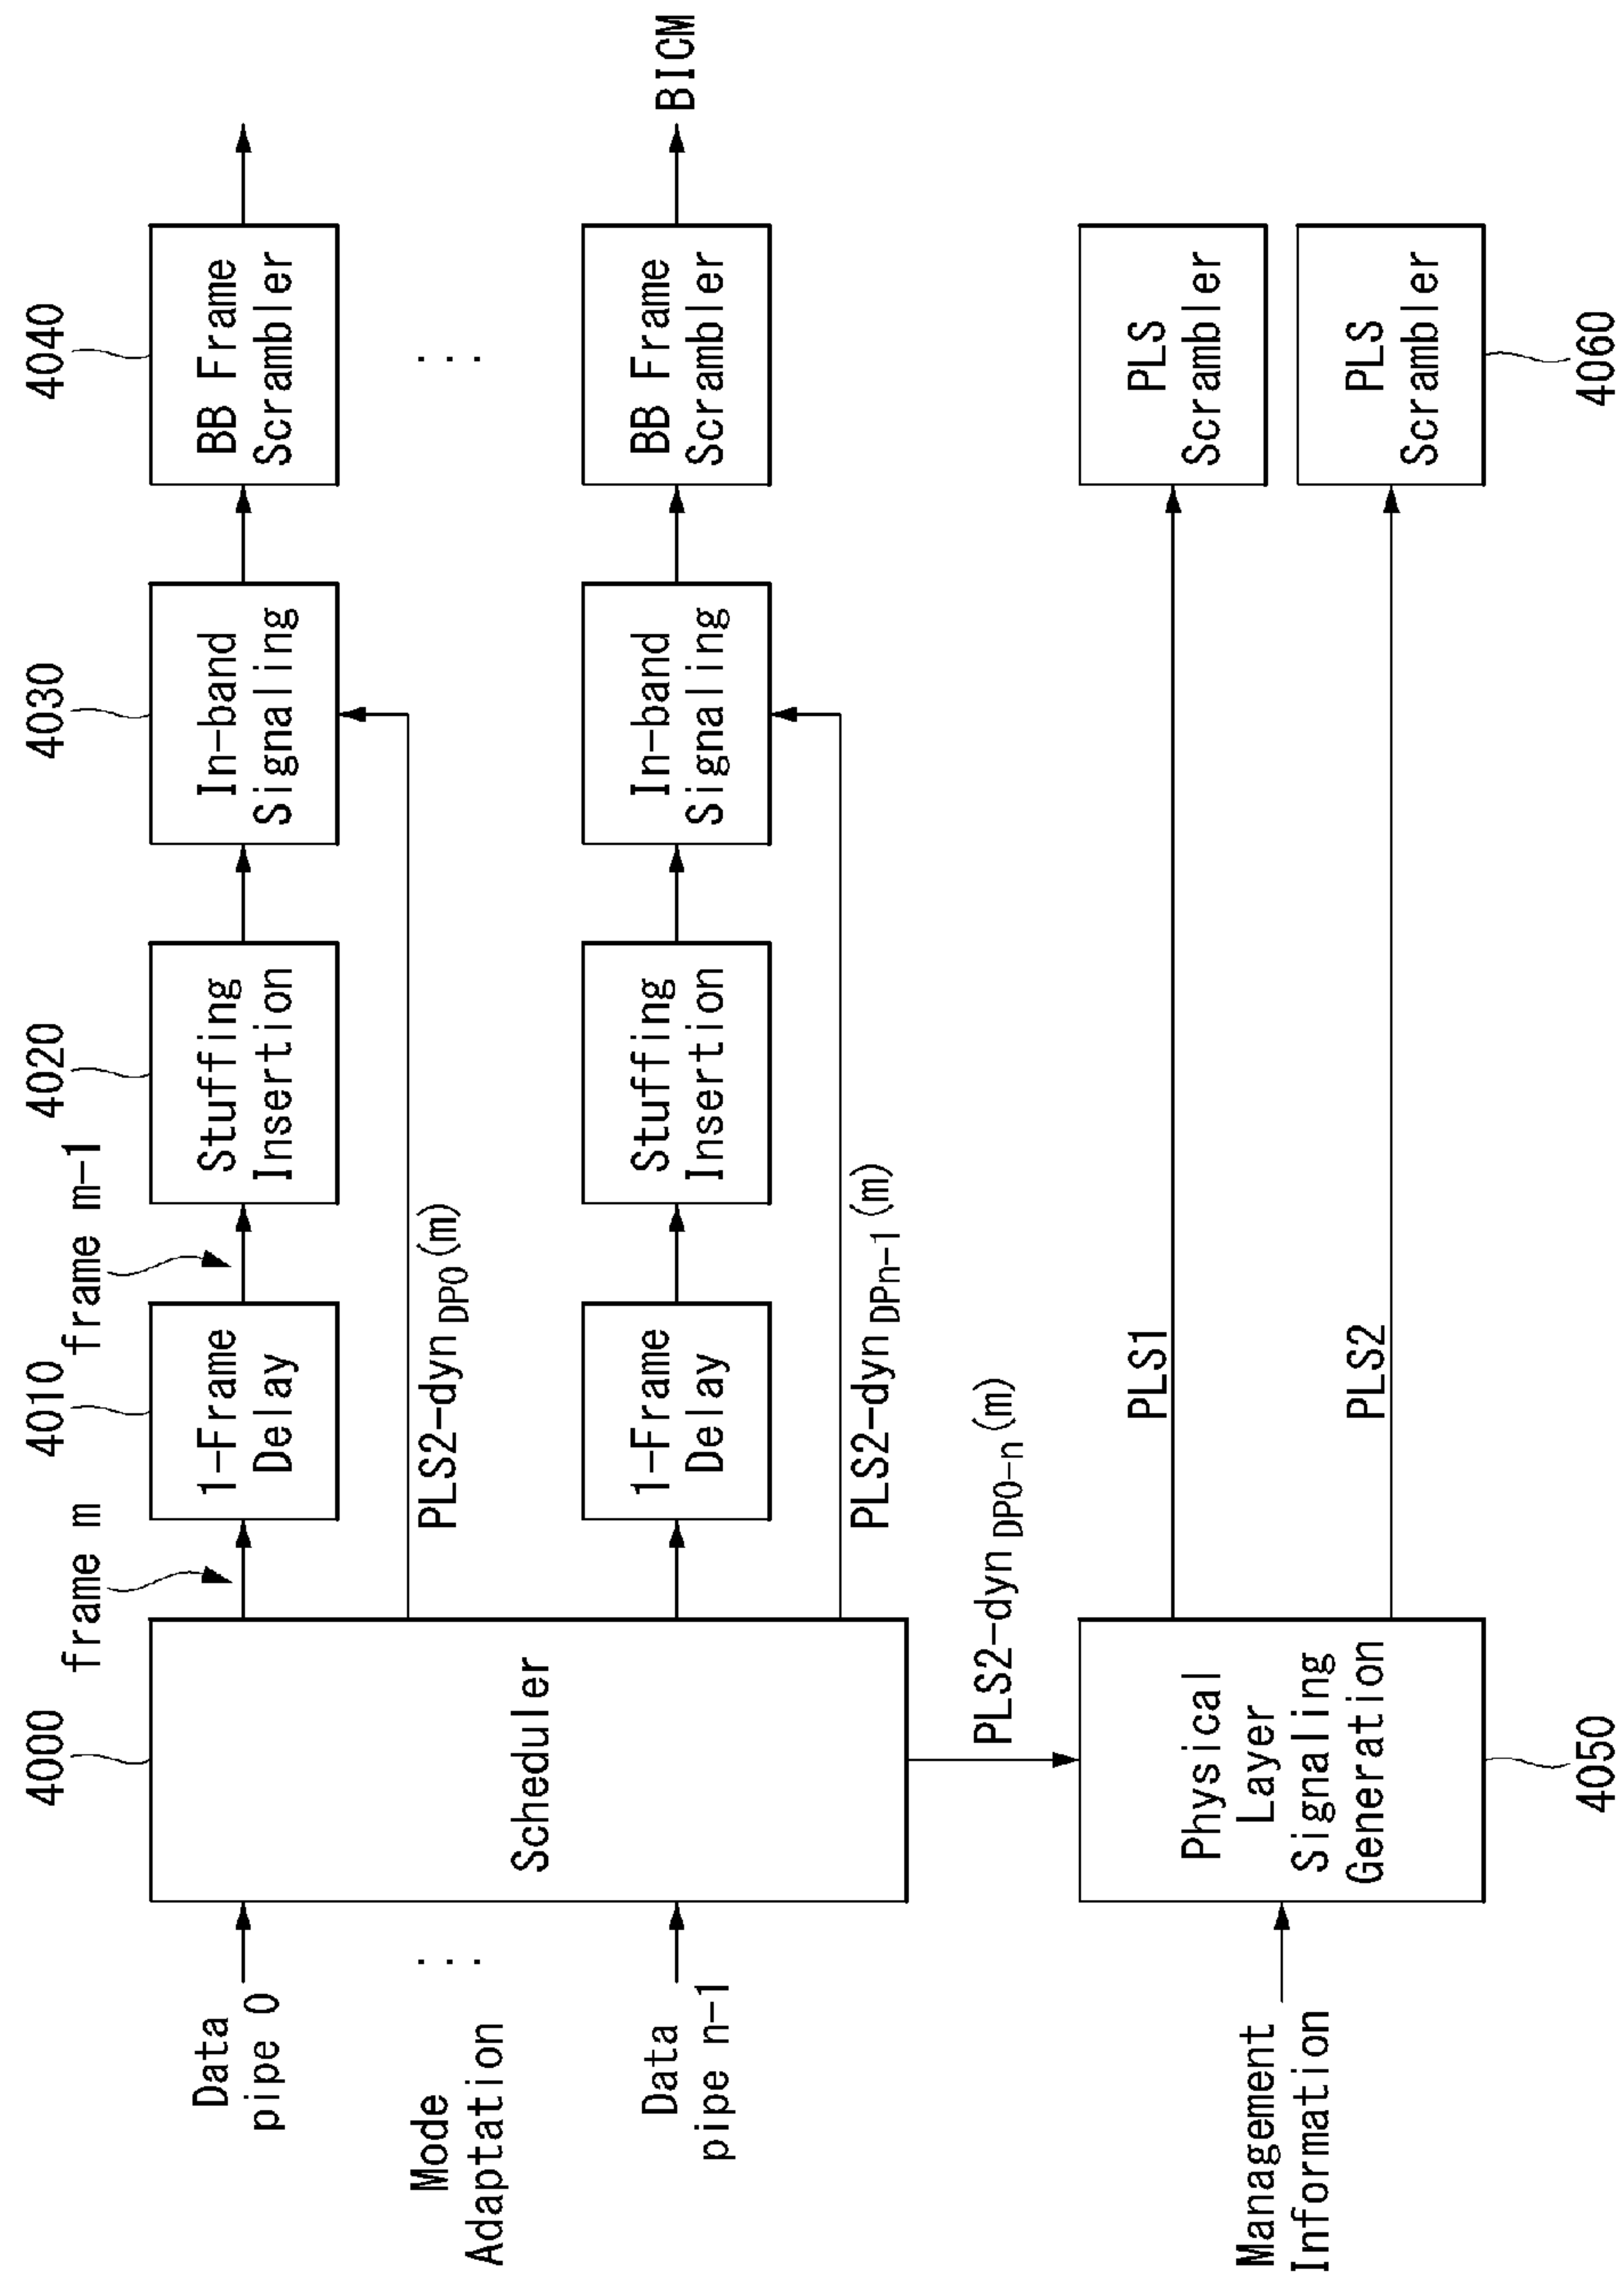 4000
4010
4020
4030
4040
frame m
frame m-1
Data
pipe 0
Mode
Adaptation
Data
pipe n-1
. . .
Scheduler
1-Frame
Delay
Stuffing
Insertion
In-band
Signaling
BB Frame
Scrambler
PLS2-dyn DP0 (m)
. . .
1-Frame
Delay
Stuffing
Insertion
In-band
Signaling
BB Frame
Scrambler
BICM
PLS2-dyn DPn-1 (m)
PLS2-dyn DP0-n (m)
Management
Information
Physical
Layer
Signaling
Generation
PLS1
PLS
Scrambler
PLS2
PLS
Scrambler
4050
4060